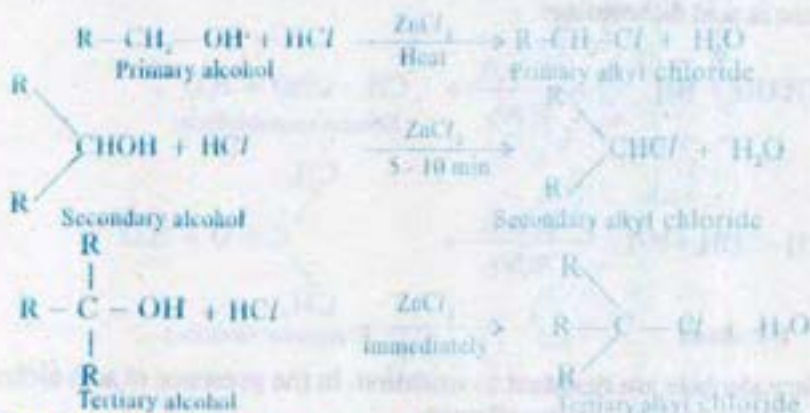 R – CH₂ – OH + HCl ZnCl₂ Heat R – CH₂ – Cl + H₂O
Primary alcohol Primary alkyl chloride
R
CHOH + HCl ZnCl₂ 5 - 10 min R CHCl + H₂O
R R
Secondary alcohol Secondary alkyl chloride
R
R – C – OH + HCl ZnCl₂ immediately R R – C – Cl + H₂O
R R
Tertiary alcohol Tertiary alkyl chloride